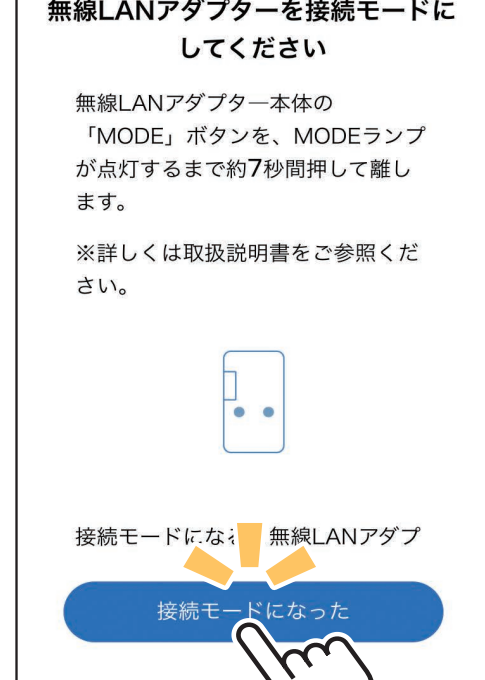 無線LANアダプターを接続モードに
してください
無線LANアダプター本体の
「MODE」ボタンを、MODEランプ
が点灯するまで約7秒間押して離し
ます。
※詳しくは取扱説明書をご参照くだ
さい。
接続モードにな 無線LANアダプ
接続モードになった